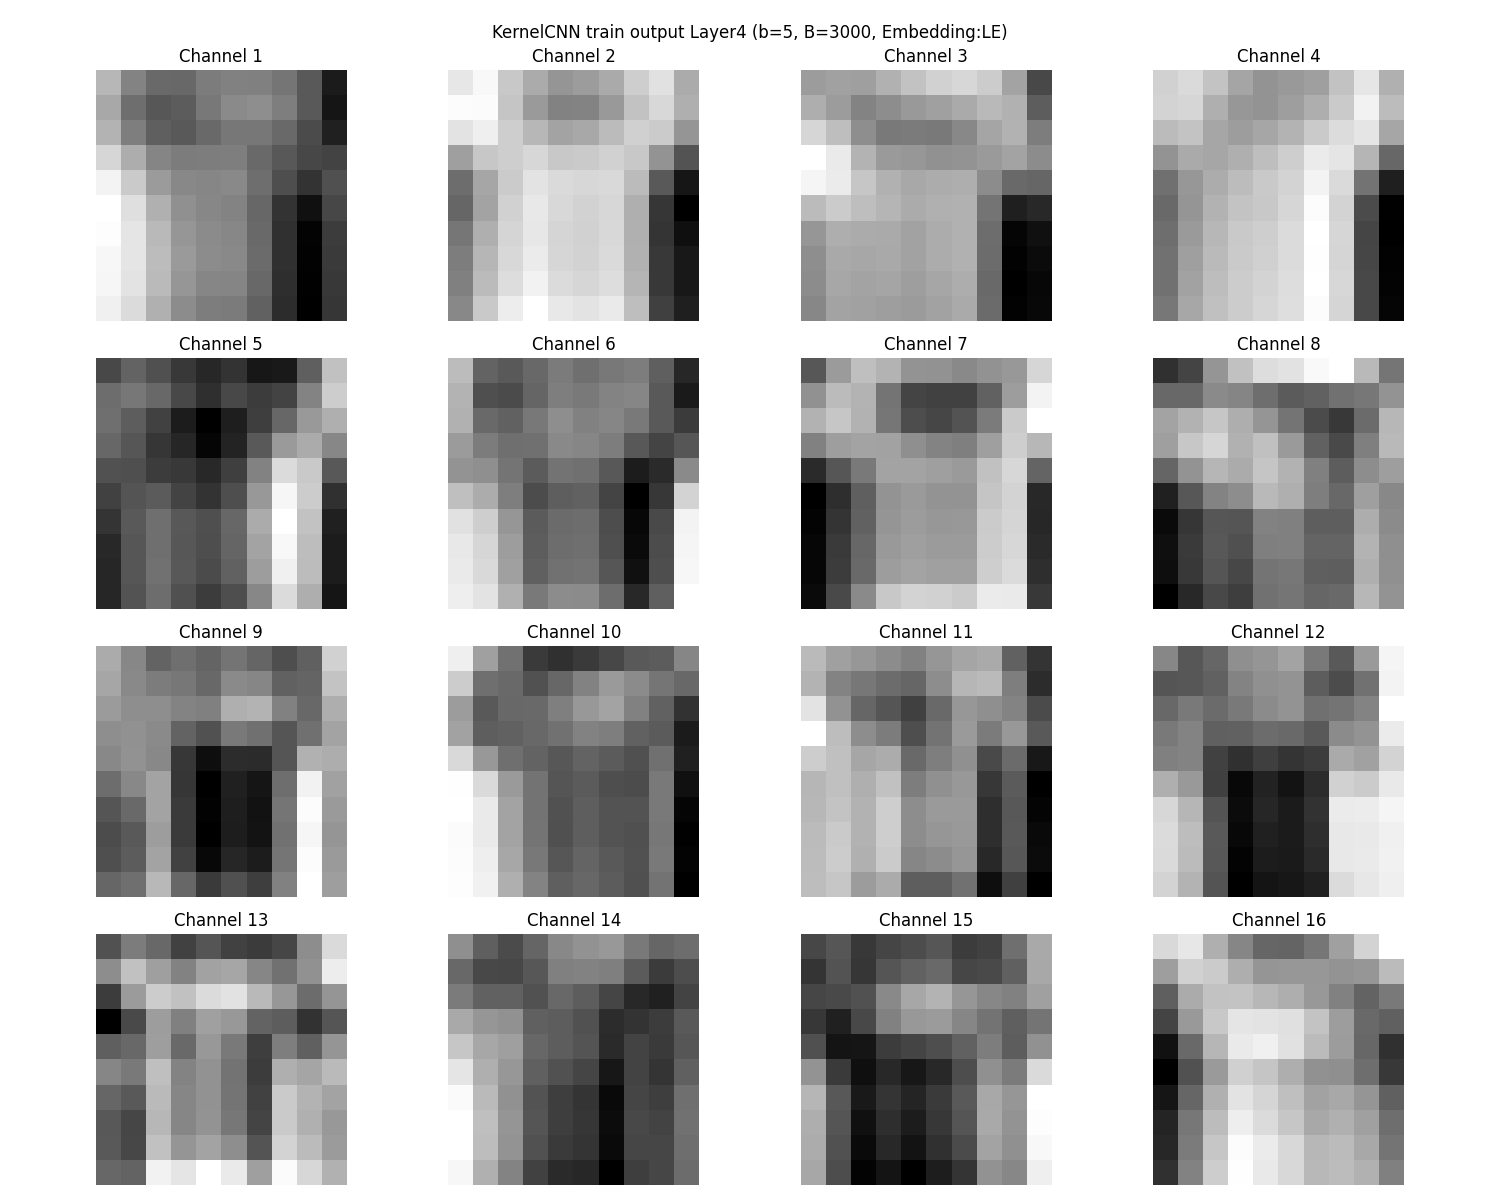 KernelCNN train output Layer4 (b=5, B=3000, Embedding:LE)
Channel 1
Channel 2
Channel 3
Channel 4
Channel 5
Channel 6
Channel 7
Channel 8
Channel 9
Channel 10
Channel 11
Channel 12
Channel 13
Channel 14
Channel 15
Channel 16